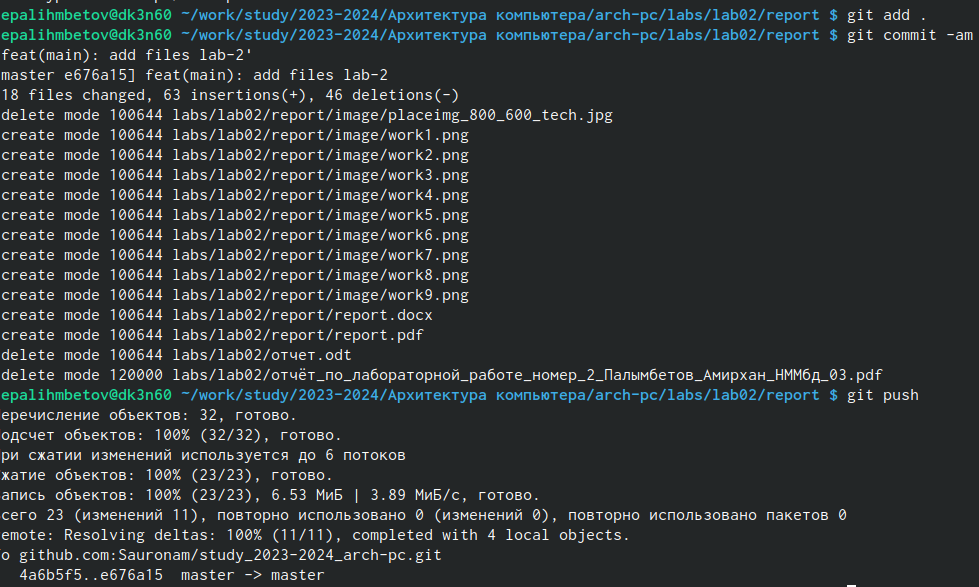 epalihmbetov@dk3n60 ~/work/study/2023-2024/Архитектура компьютера/arch-pc/labs/lab02/report $ git add .
epalihmbetov@dk3n60 ~/work/study/2023-2024/Архитектура компьютера/arch-pc/labs/lab02/report $ git commit -am
feat(main): add files lab-2'
master e676a15] feat(main): add files lab-2
18 files changed, 63 insertions(+), 46 deletions(-)
delete mode 100644 labs/lab02/report/image/placeimg_800_600_tech.jpg
create mode 100644 labs/lab02/report/image/work1.png
create mode 100644 labs/lab02/report/image/work2.png
create mode 100644 labs/lab02/report/image/work3.png
create mode 100644 labs/lab02/report/image/work4.png
create mode 100644 labs/lab02/report/image/work5.png
create mode 100644 labs/lab02/report/image/work6.png
create mode 100644 labs/lab02/report/image/work7.png
create mode 100644 labs/lab02/report/image/work8.png
create mode 100644 labs/lab02/report/image/work9.png
create mode 100644 labs/lab02/report/report.docx
create mode 100644 labs/lab02/report/report.pdf
delete mode 100644 labs/lab02/отчет.odt
delete mode 120000 labs/lab02/отчёт_по_лабораторной_работе_номер_2_Палымбетов_Амирхан_НММбд_03.pdf
epalihmbetov@dk3n60 ~/work/study/2023-2024/Архитектура компьютера/arch-pc/labs/lab02/report $ git push
еречисление объектов: 32, готово.
одсчет объектов: 100% (32/32), готово.
ри сжатии изменений используется до 6 потоков
жатие объектов: 100% (23/23), готово.
апись объектов: 100% (23/23), 6.53 МиБ | 3.89 МиБ/с, готово.
сего 23 (изменений 11), повторно использовано 0 (изменений 0), повторно использовано пакетов 0
emote: Resolving deltas: 100% (11/11), completed with 4 local objects.
o github.com:Sauronam/study_2023-2024_arch-pc.git
4a6b5f5..e676a15 master -> master